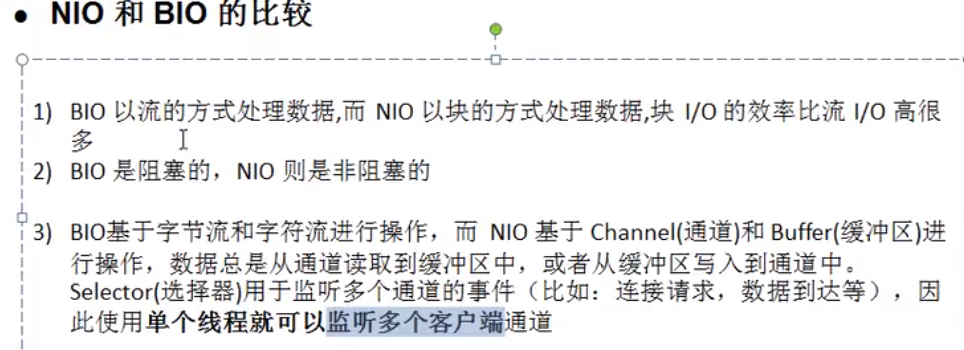 ● NIO 和 BIO 的比较
1) BIO 以流的方式处理数据,而 NIO 以块的方式处理数据,块 I/O 的效率比流 I/O 高很
多
2) BIO 是阻塞的，NIO 则是非阻塞的
3) BIO基于字节流和字符流进行操作，而 NIO 基于 Channel(通道)和 Buffer(缓冲区)进
行操作，数据总是从通道读取到缓冲区中，或者从缓冲区写入到通道中。
Selector(选择器)用于监听多个通道的事件（比如：连接请求，数据到达等），因
此使用单个线程就可以监听多个客户端通道